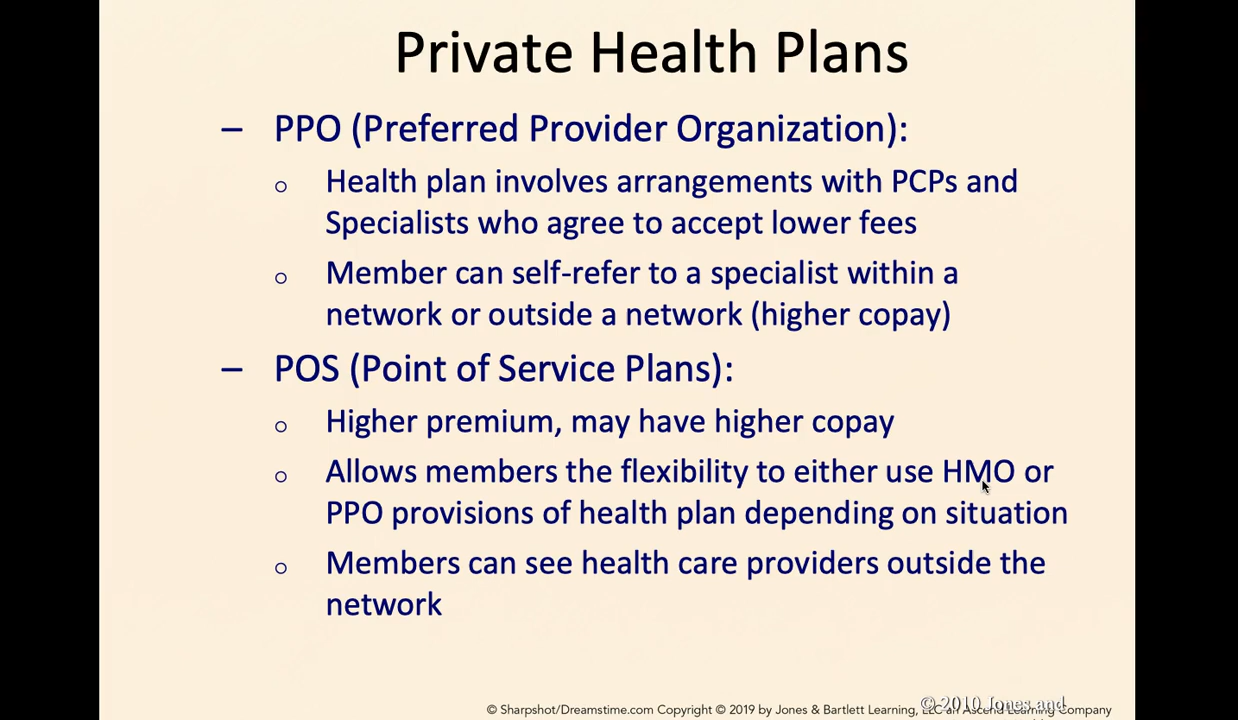 Private Health Plans
– PPO (Preferred Provider Organization):
o Health plan involves arrangements with PCPs and
Specialists who agree to accept lower fees
o Member can self-refer to a specialist within a
network or outside a network (higher copay)
– POS (Point of Service Plans):
o Higher premium, may have higher copay
o Allows members the flexibility to either use HMO or
PPO provisions of health plan depending on situation
o Members can see health care providers outside the
network
© Sharpshot/Dreamstime.com Copyright © 2019 by Jones & Bartlett Learning, LLC an Ascend Learning Company
© 2010 Jones and